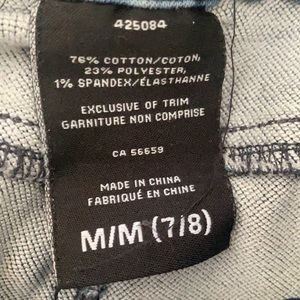 425084
76% COTTON/COTON,
23% POLYESTER,
1% SPANDEX/ÉLASTHANNE
EXCLUSIVE OF TRIM
GARNITURE NON COMPRISE
CA 56659
MADE IN CHINA
FABRIQUÉ EN CHINE
M/M (7/8)